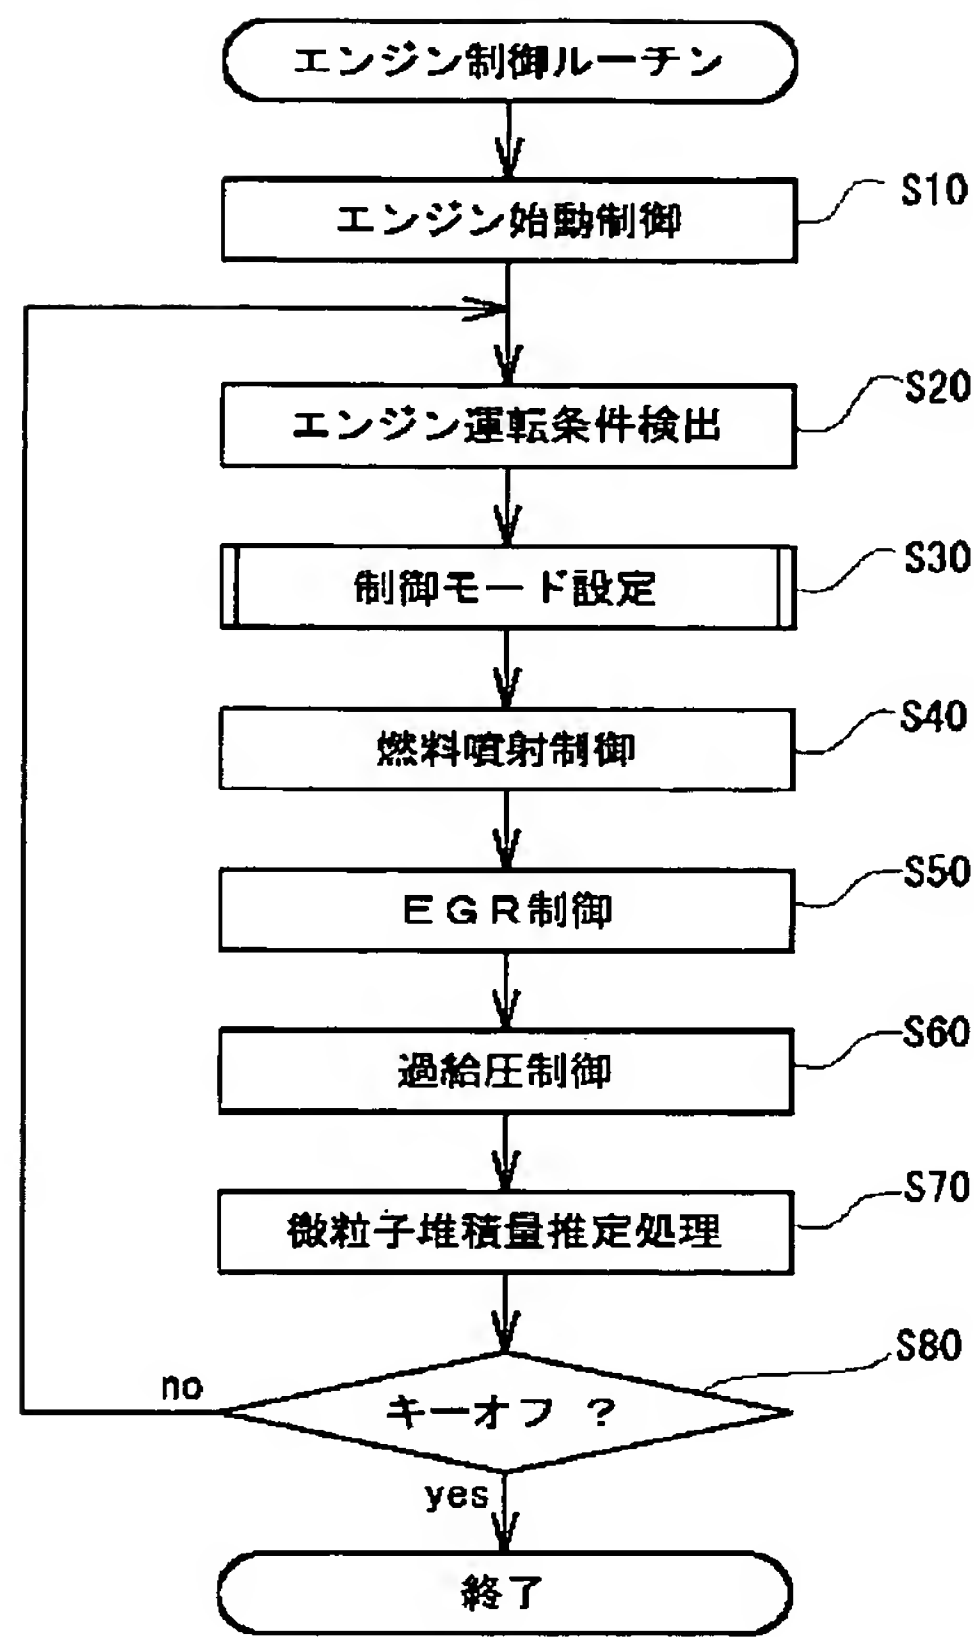 エンジン制御ルーチン
S10
エンジン始動制御
S20
エンジン運転条件検出
S30
制御モード設定
S40
燃料噴射制御
S50
EGR制御
S60
過給圧制御
S70
微粒子堆積量推定処理
S80
no
キーオフ ?
yes
終了